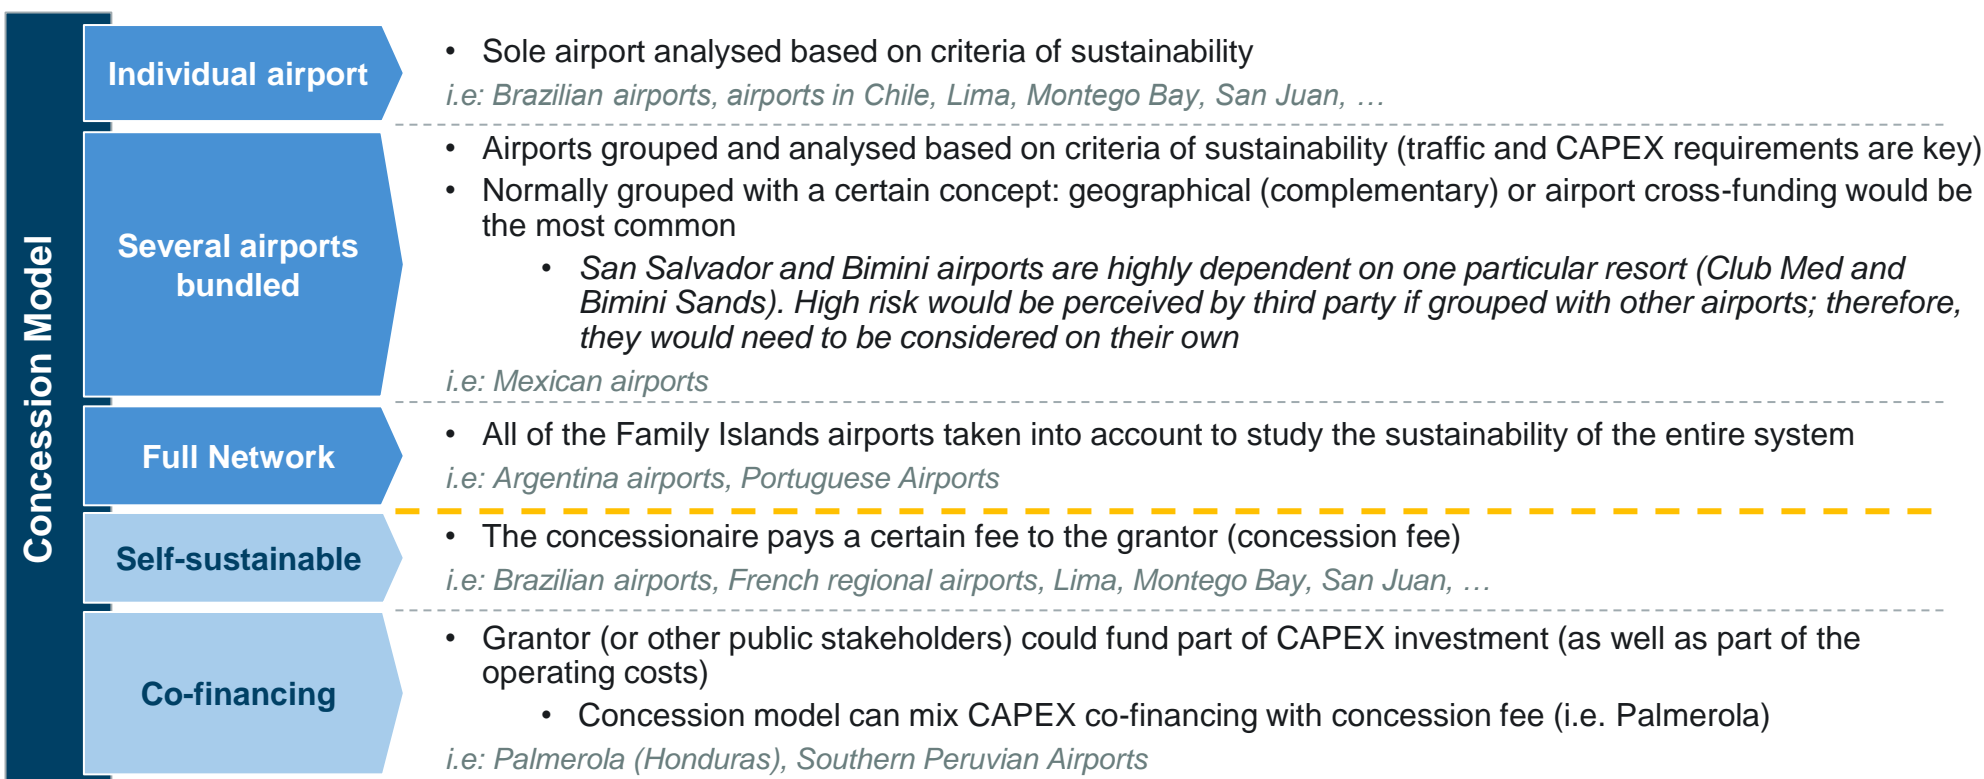 Concession Model
Individual airport
• Sole airport analysed based on criteria of sustainability
i.e: Brazilian airports, airports in Chile, Lima, Montego Bay, San Juan, …
Several airports
bundled
• Airports grouped and analysed based on criteria of sustainability (traffic and CAPEX requirements are key)
• Normally grouped with a certain concept: geographical (complementary) or airport cross-funding would be
the most common
• San Salvador and Bimini airports are highly dependent on one particular resort (Club Med and
Bimini Sands). High risk would be perceived by third party if grouped with other airports; therefore,
they would need to be considered on their own
i.e: Mexican airports
Full Network
• All of the Family Islands airports taken into account to study the sustainability of the entire system
i.e: Argentina airports, Portuguese Airports
Self-sustainable
• The concessionaire pays a certain fee to the grantor (concession fee)
i.e: Brazilian airports, French regional airports, Lima, Montego Bay, San Juan, …
Co-financing
• Grantor (or other public stakeholders) could fund part of CAPEX investment (as well as part of the
operating costs)
• Concession model can mix CAPEX co-financing with concession fee (i.e. Palmerola)
i.e: Palmerola (Honduras), Southern Peruvian Airports